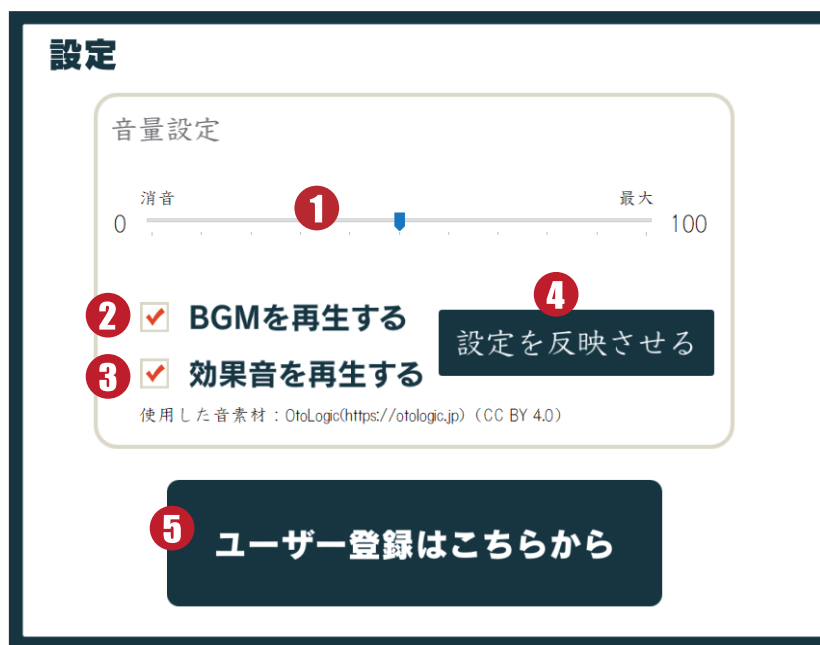 設定
音量設定
消音 最大
0 1 100
4
2 BGMを再生する
設定を反映させる
3 効果音を再生する
使用した音素材：OtoLogic(https://otologic.jp)（CC BY 4.0）
5 ユーザー登録はこちらから